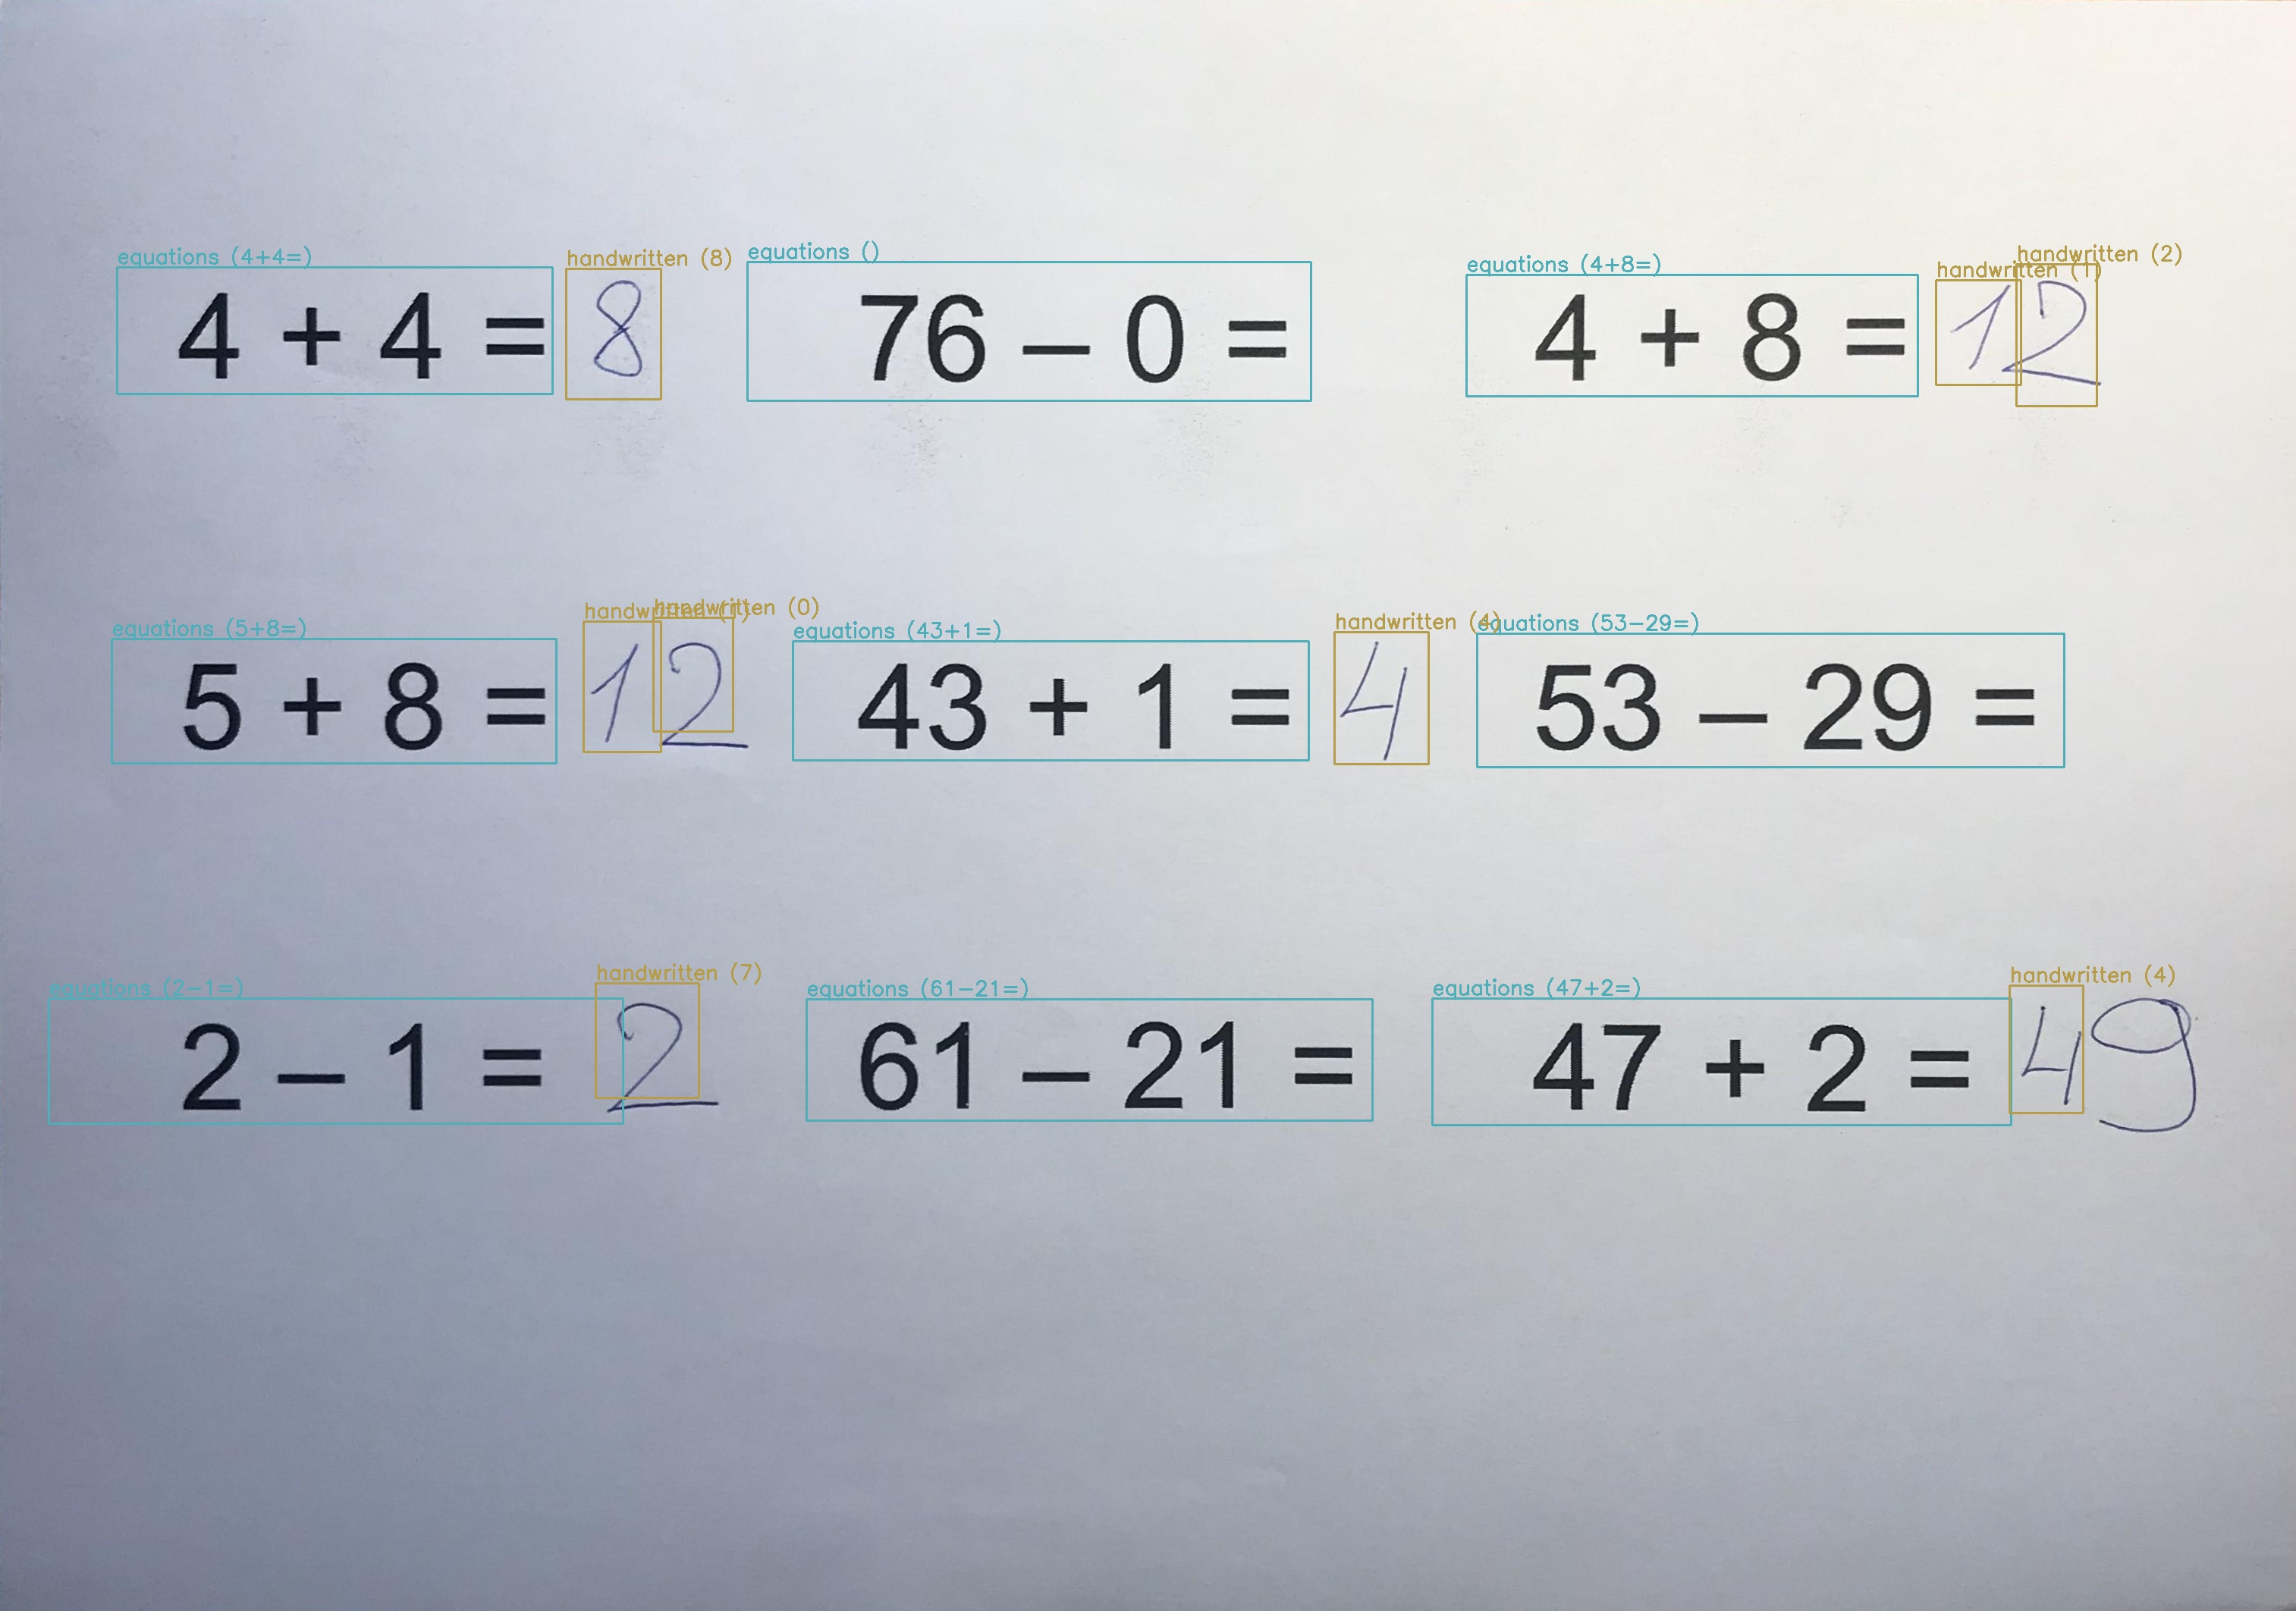 equations (4+4=) handwritten (8) equations () equations (4+8=) handwritten (1) handwritten (2)
4 + 4 = 8 76 – 0 = 4 + 8 = 12
equations (5+8=) handwritten (1) handwritten (0) equations (43+1=) handwritten (4) equations (53-29=)
5 + 8 = 12 43 + 1 = 4 53 – 29 =
equations (2-1=) handwritten (7) equations (61-21=) equations (47+2=) handwritten (4)
2 – 1 = 2 61 – 21 = 47 + 2 = 49